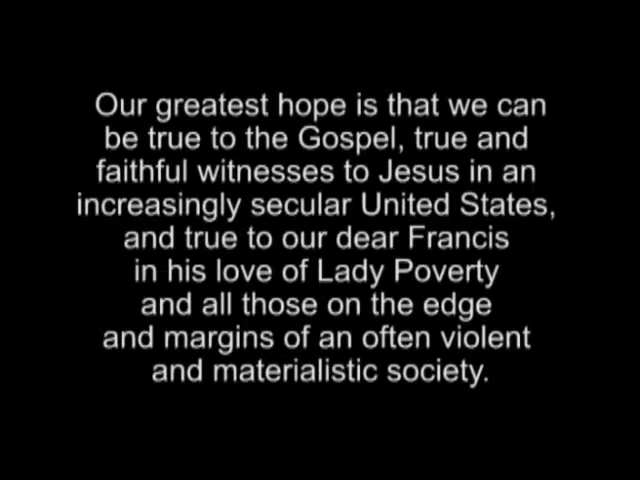 Our greatest hope is that we can
be true to the Gospel, true and
faithful witnesses to Jesus in an
increasingly secular United States,
and true to our dear Francis
in his love of Lady Poverty
and all those on the edge
and margins of an often violent
and materialistic society.